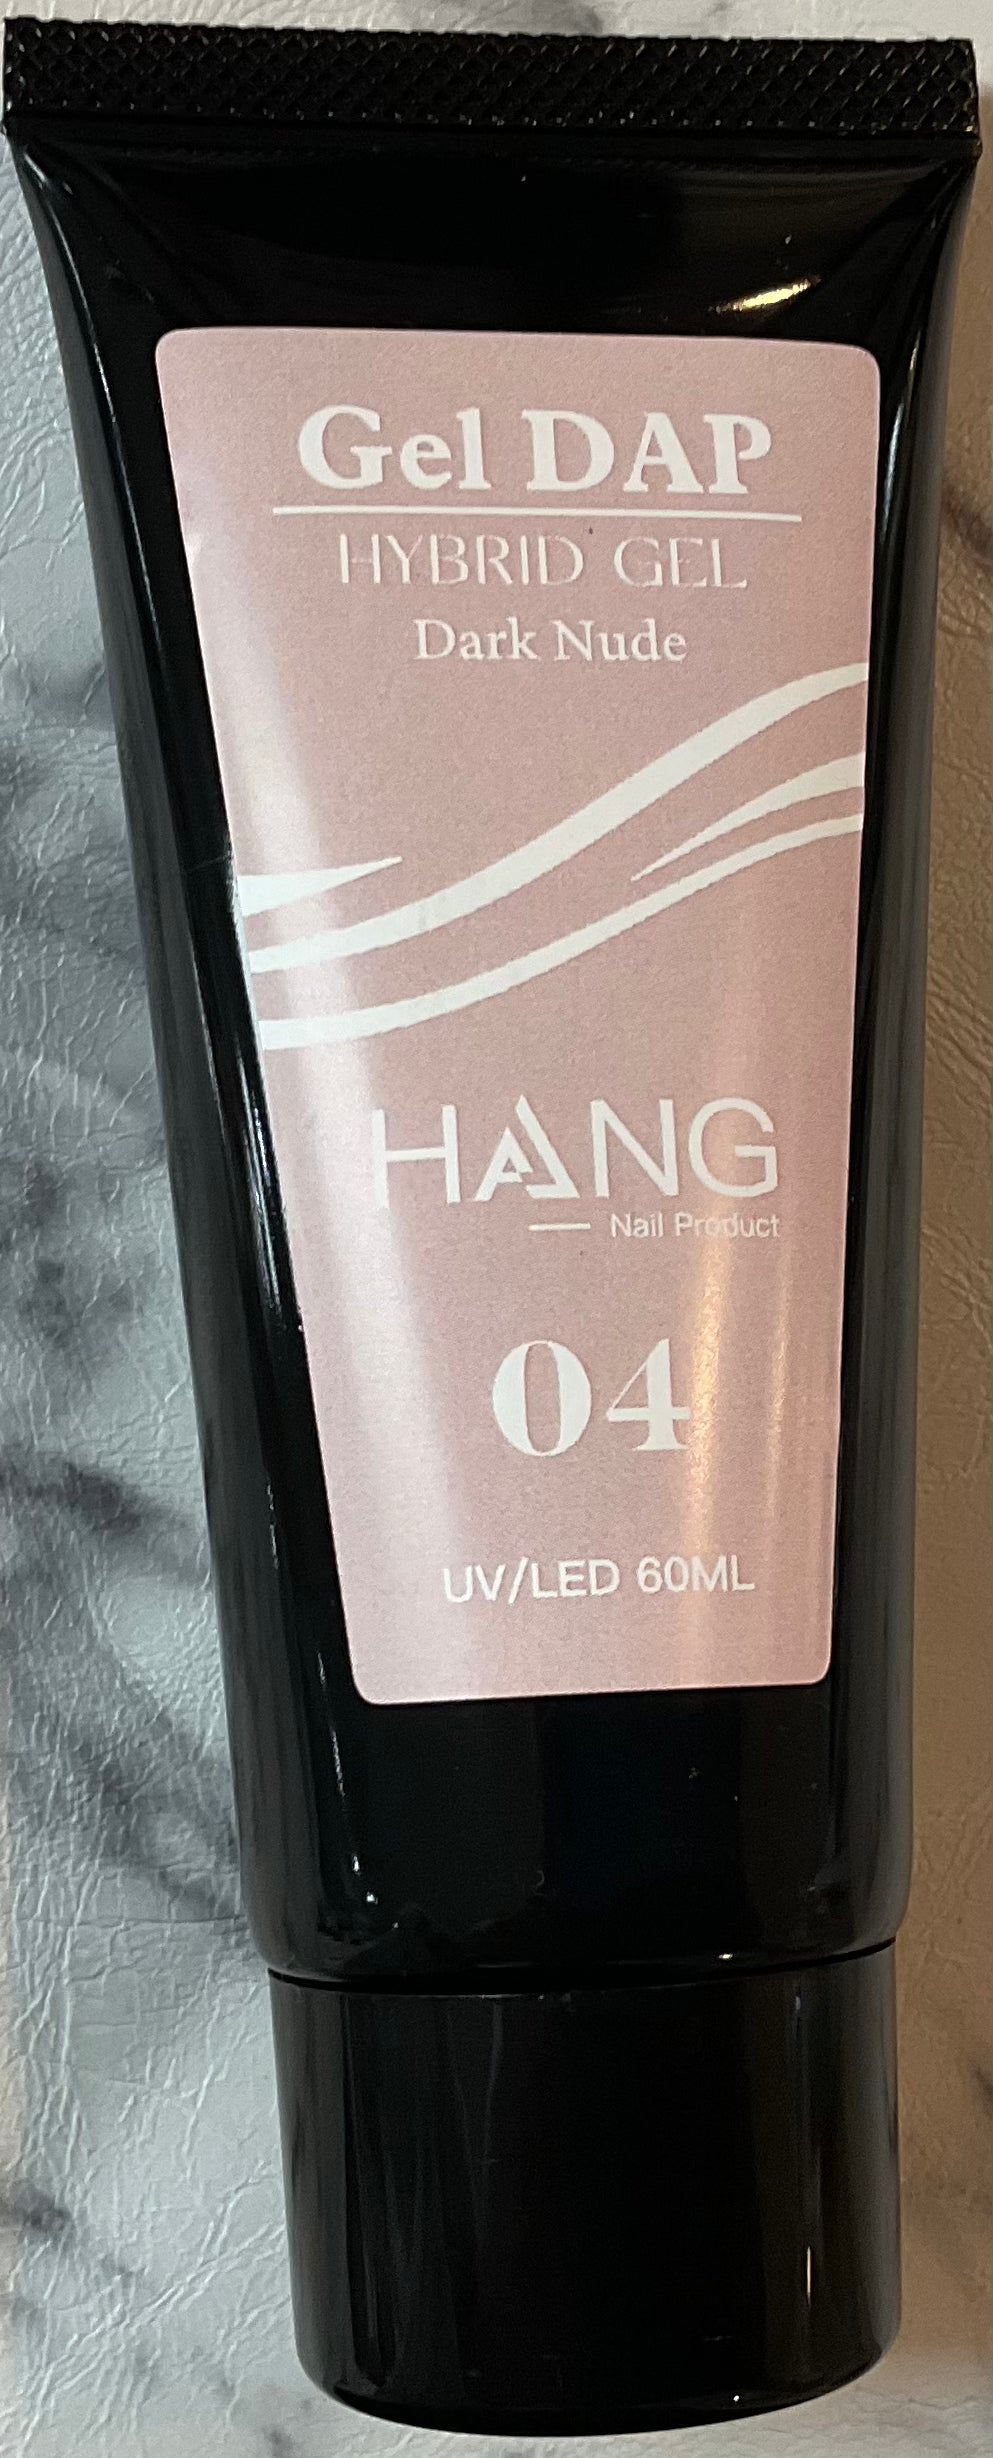 Gel DAP
HYBRID GEL
Dark Nude
HANG
Nail Product
04
UV/LED 60ML